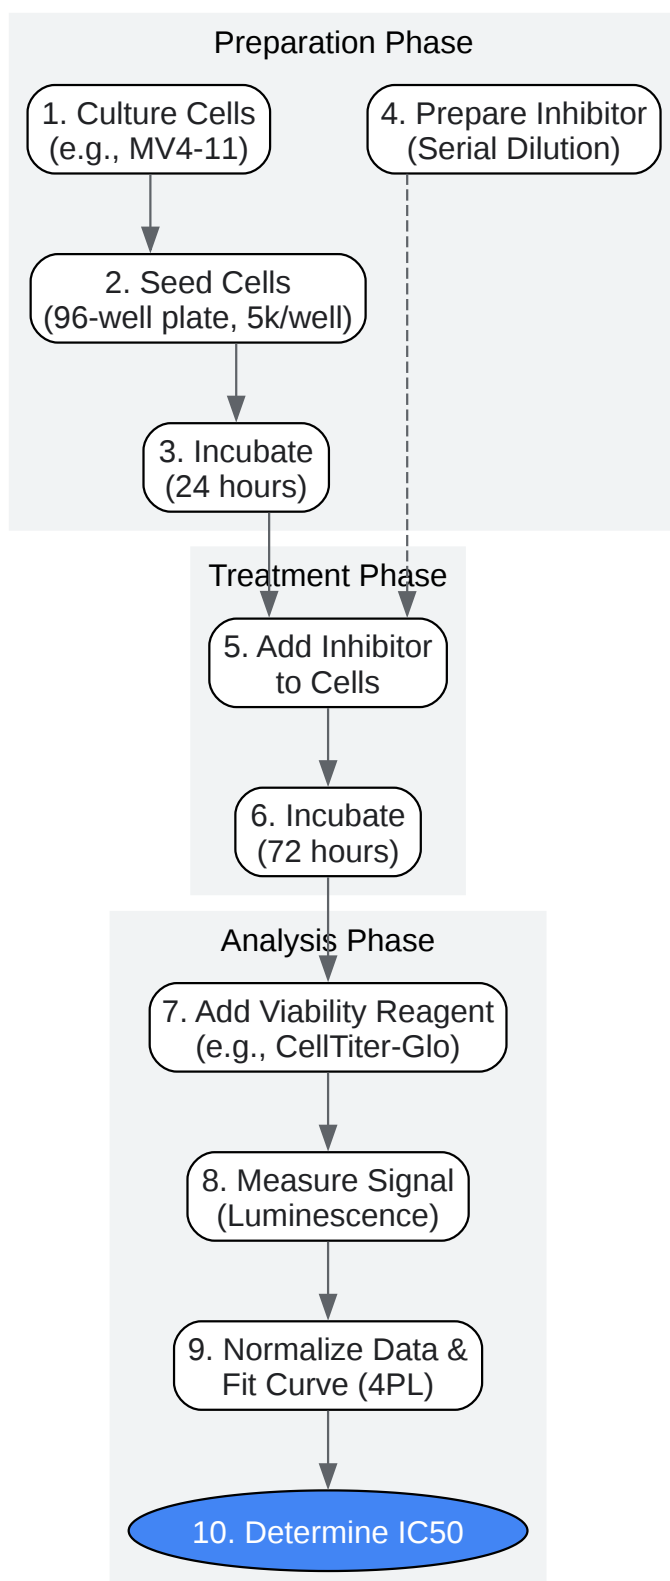 Preparation Phase
1. Culture Cells
(e.g., MV4-11)
4. Prepare Inhibitor
(Serial Dilution)
2. Seed Cells
(96-well plate, 5k/well)
3. Incubate
(24 hours)
Treatment Phase
5. Add Inhibitor
to Cells
6. Incubate
(72 hours)
Analysis Phase
7. Add Viability Reagent
(e.g., CellTiter-Glo)
8. Measure Signal
(Luminescence)
9. Normalize Data &
Fit Curve (4PL)
10. Determine IC50